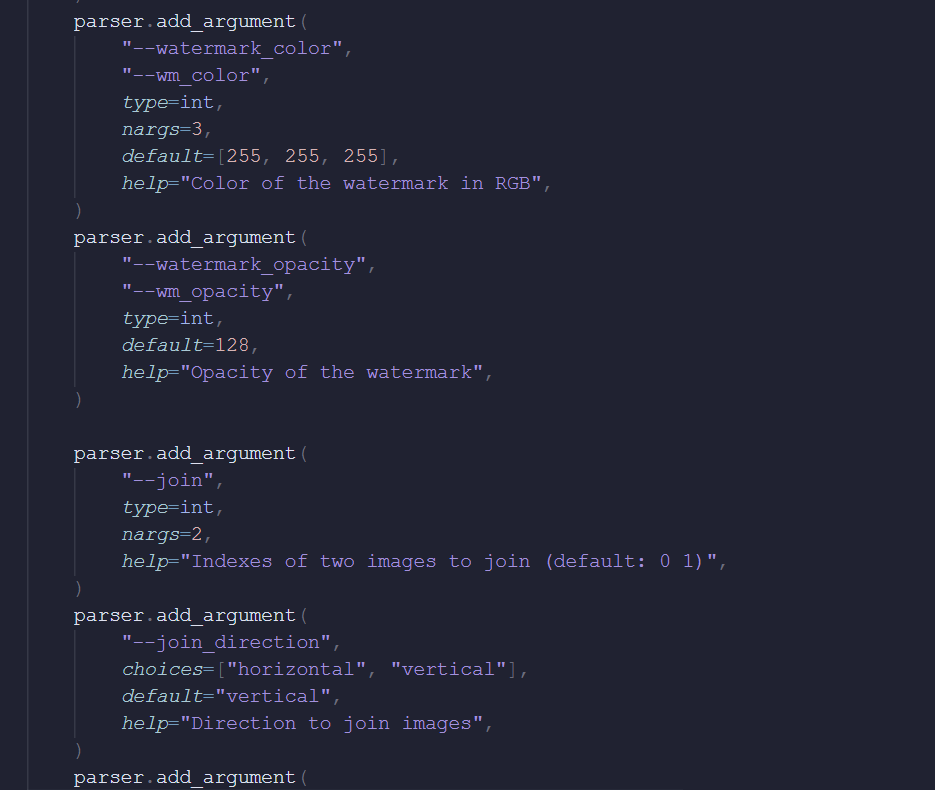 )
parser.add_argument(
"--watermark_color",
"--wm_color",
type=int,
nargs=3,
default=[255, 255, 255],
help="Color of the watermark in RGB",
)
parser.add_argument(
"--watermark_opacity",
"--wm_opacity",
type=int,
default=128,
help="Opacity of the watermark",
)
parser.add_argument(
"--join",
type=int,
nargs=2,
help="Indexes of two images to join (default: 0 1)",
)
parser.add_argument(
"--join_direction",
choices=["horizontal", "vertical"],
default="vertical",
help="Direction to join images",
)
parser.add_argument(